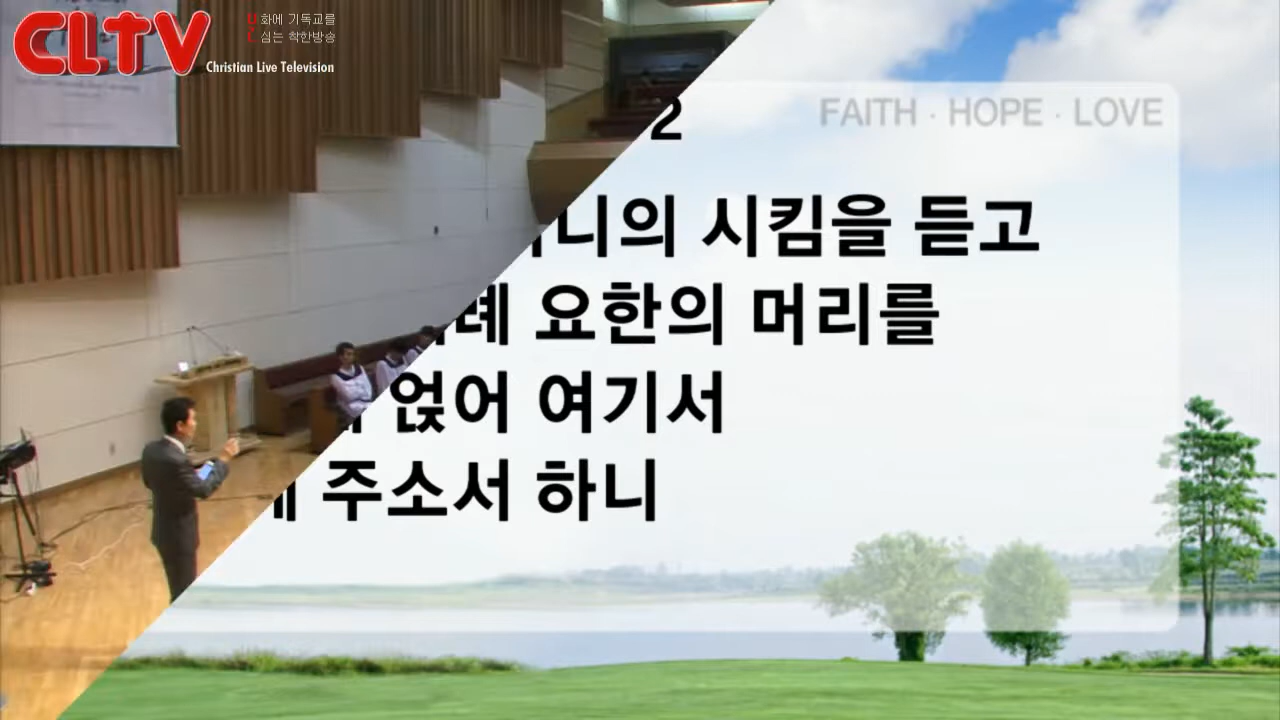 CLTV
문화에 기독교를
심는 착한방송
Christian Live Television
FAITH · HOPE · LOVE
2
니의 시킴을 듣고
례 요한의 머리를
얹어 여기서
주소서 하니